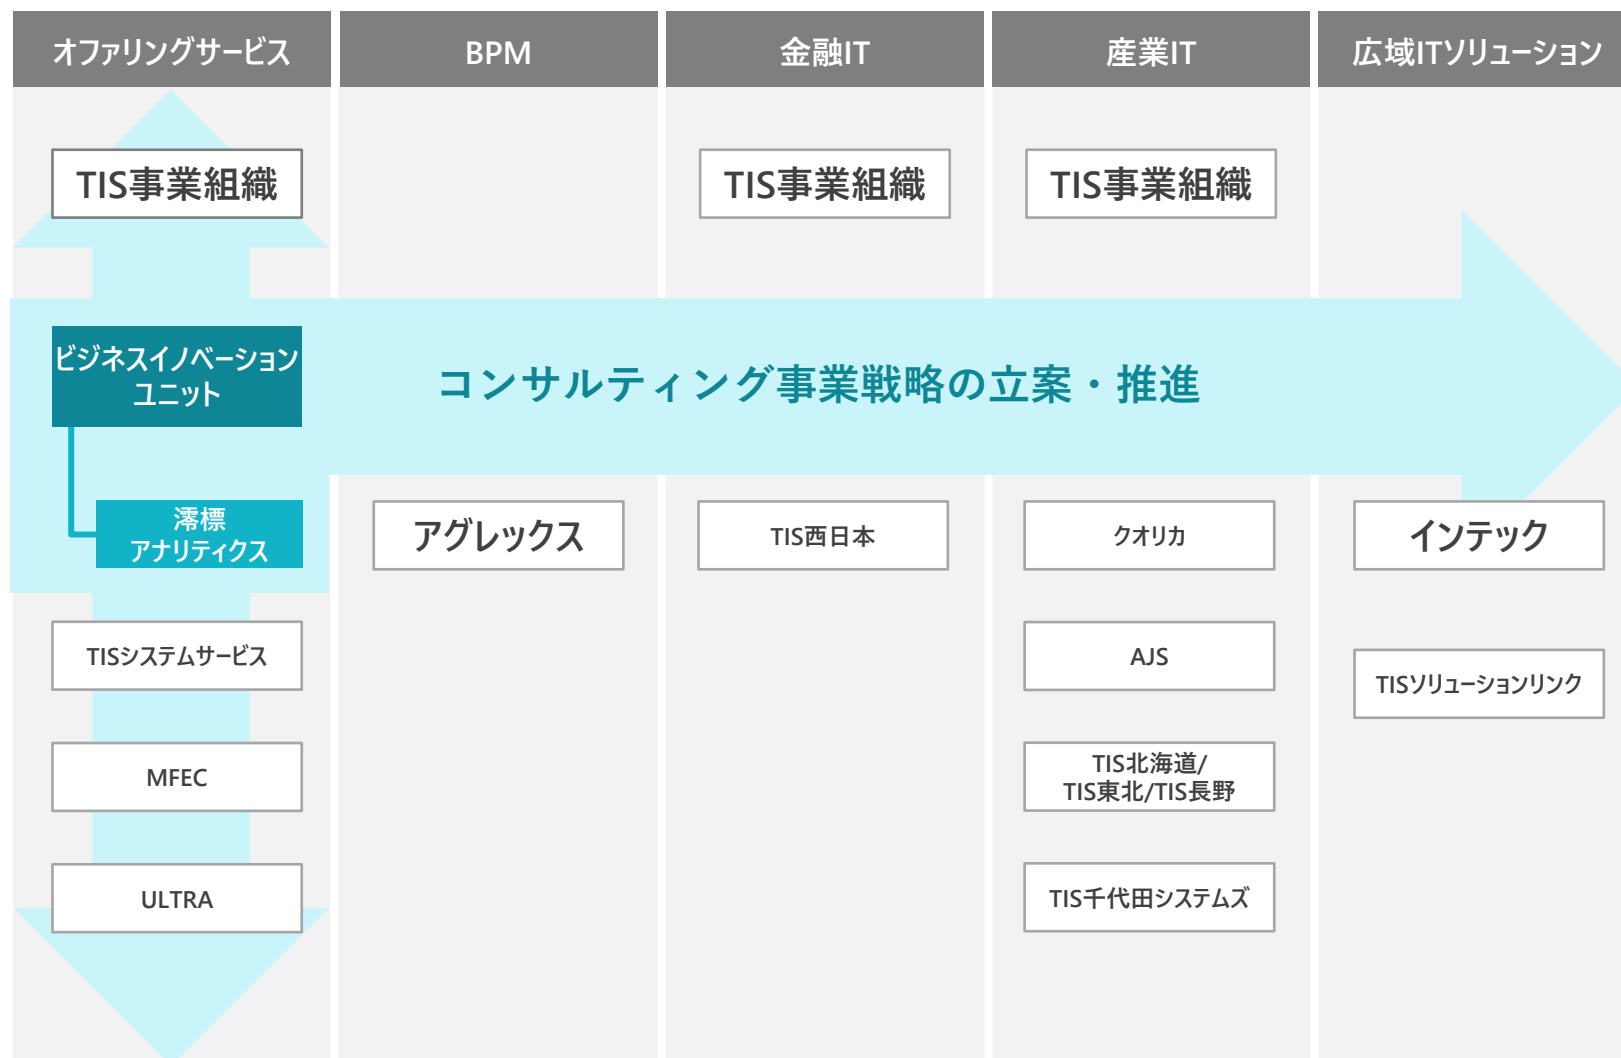 オファリングサービス
BPM
金融IT
産業IT
広域ITソリューション
TIS事業組織
TIS事業組織
TIS事業組織
ビジネスイノベーション
ユニット
コンサルティング事業戦略の立案・推進
澪標
アナリティクス
アグレックス
TIS西日本
クオリカ
インテック
TISシステムサービス
AJS
TISソリューションリンク
MFEC
TIS北海道/
TIS東北/TIS長野
ULTRA
TIS千代田システムズ